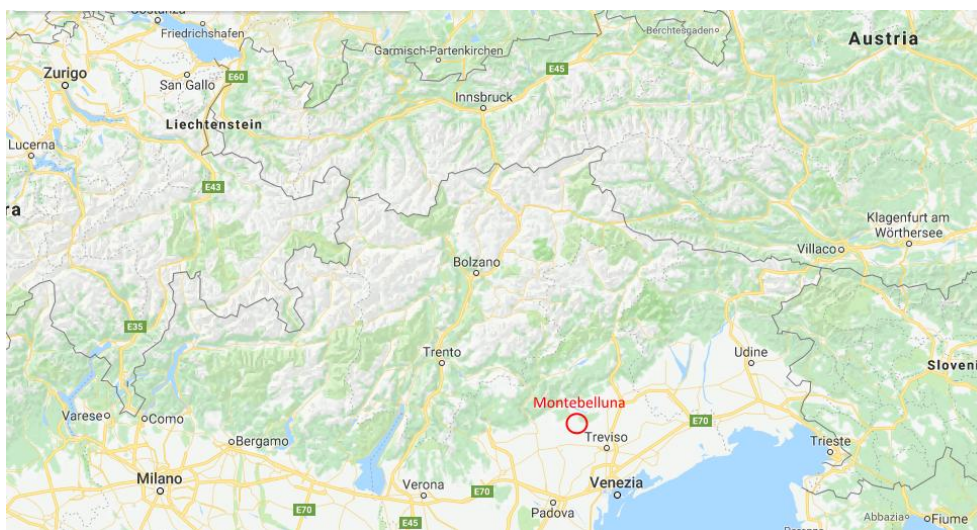 Costanza
Friedrichshafen
Garmisch-Partenkirchen
Berchtesgaden
Austria
Zurigo
San Gallo
E60
E45
Innsbruck
Liechtenstein
Lucerna
E43
ra
Klagenfurt am
Wörthersee
Villaco
Bolzano
E35
Trento
Udine
Sloveni
Montebelluna
Varese
Como
E70
Bergamo
Treviso
Trieste
Milano
Verona
E70
Venezia
E70
E45
Padova
Abbazia
Fiume